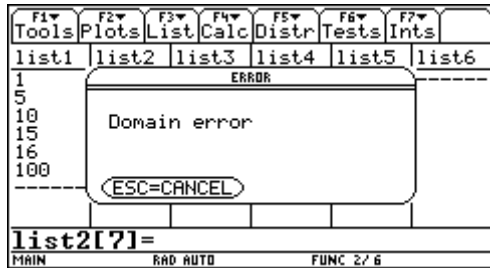 F1▾ F2▾ F3▾ F4▾ F5▾ F6▾ F7▾
Tools Plots List Calc Distr Tests Ints
list1 list2 list3 list4 list5 list6
1
5
10
15
16
100
------
ERROR
Domain error
ESC=CANCEL
------
list2[7]=
MAIN RAD AUTO FUNC 2/6